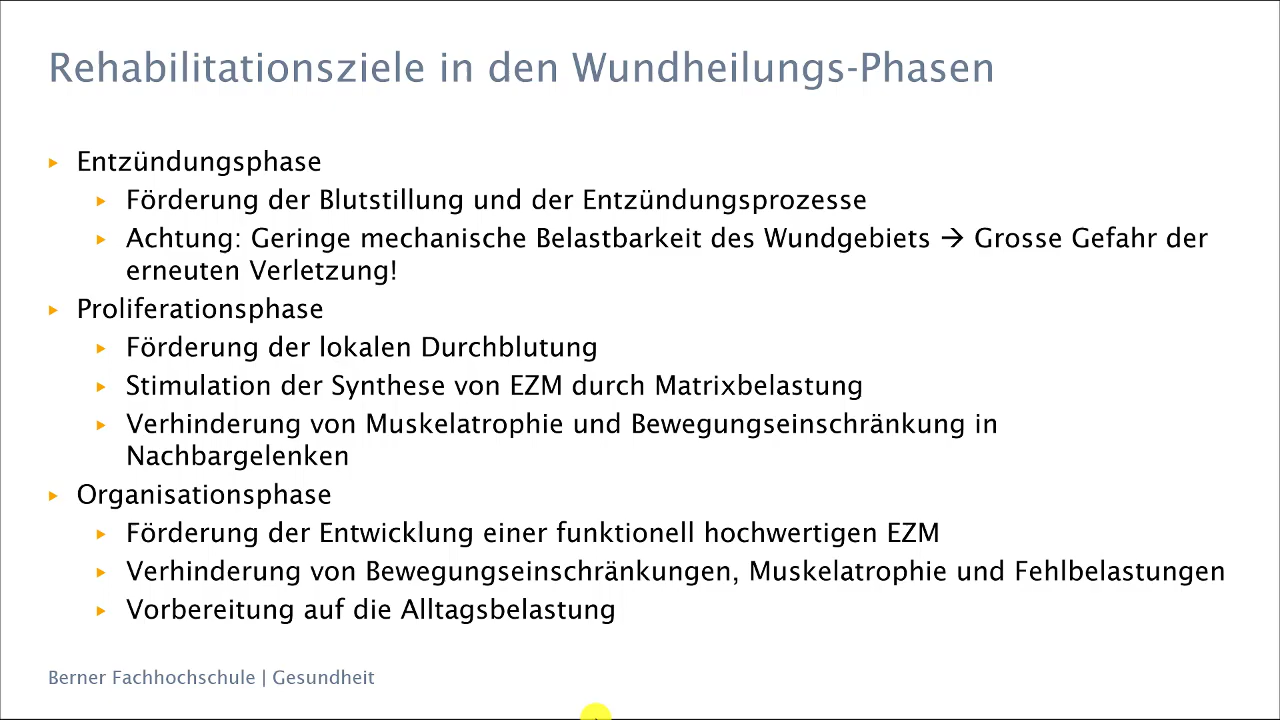 Rehabilitationsziele in den Wundheilungs-Phasen
▸ Entzündungsphase
▸ Förderung der Blutstillung und der Entzündungsprozesse
▸ Achtung: Geringe mechanische Belastbarkeit des Wundgebiets → Grosse Gefahr der
erneuten Verletzung!
▸ Proliferationsphase
▸ Förderung der lokalen Durchblutung
▸ Stimulation der Synthese von EZM durch Matrixbelastung
▸ Verhinderung von Muskelatrophie und Bewegungseinschränkung in
Nachbargelenken
▸ Organisationsphase
▸ Förderung der Entwicklung einer funktionell hochwertigen EZM
▸ Verhinderung von Bewegungseinschränkungen, Muskelatrophie und Fehlbelastungen
▸ Vorbereitung auf die Alltagsbelastung
Berner Fachhochschule | Gesundheit